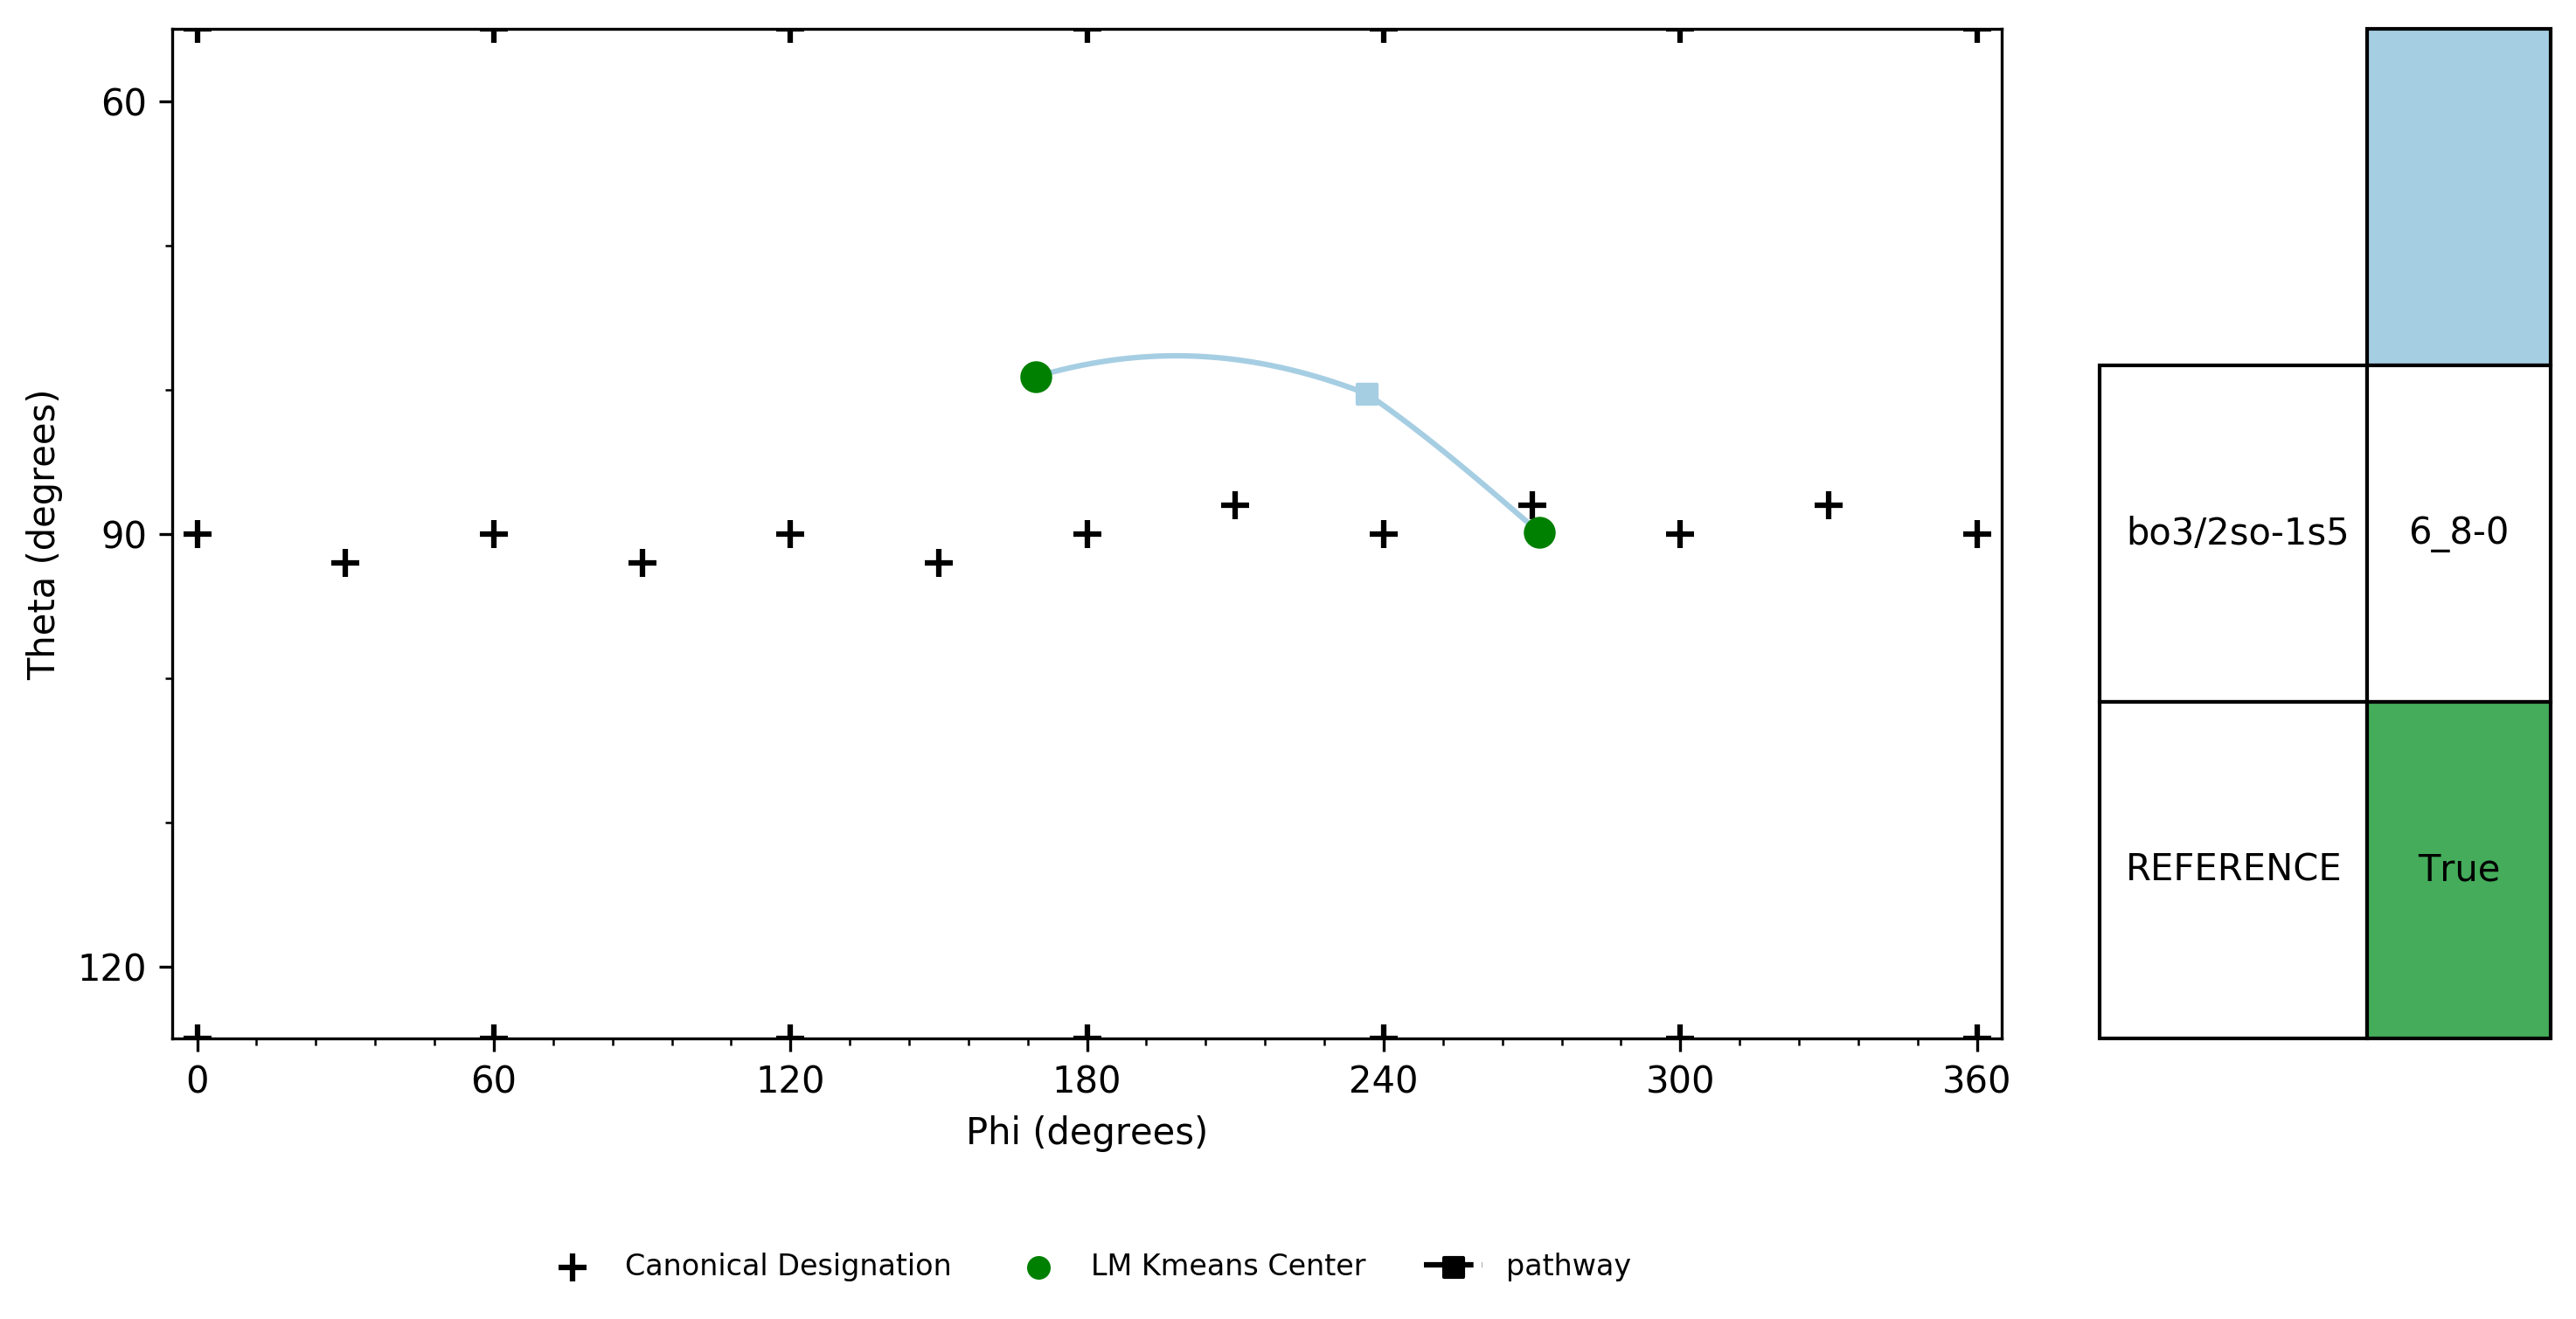 60
90
120
Theta (degrees)
0 60 120 180 240 300 360
Phi (degrees)
bo3/2so-1s5 6_8-0
REFERENCE True
Canonical Designation LM Kmeans Center pathway